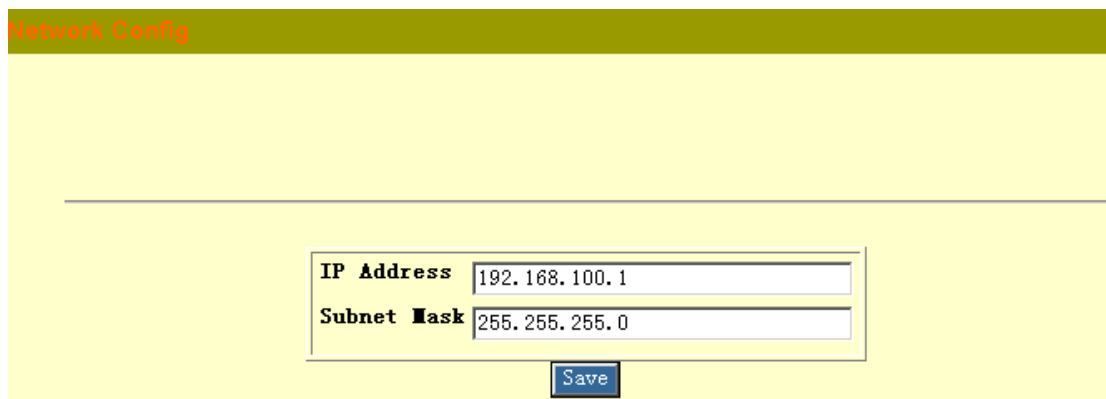 Network Config
IP Address 192.168.100.1
Subnet Mask 255.255.255.0
Save